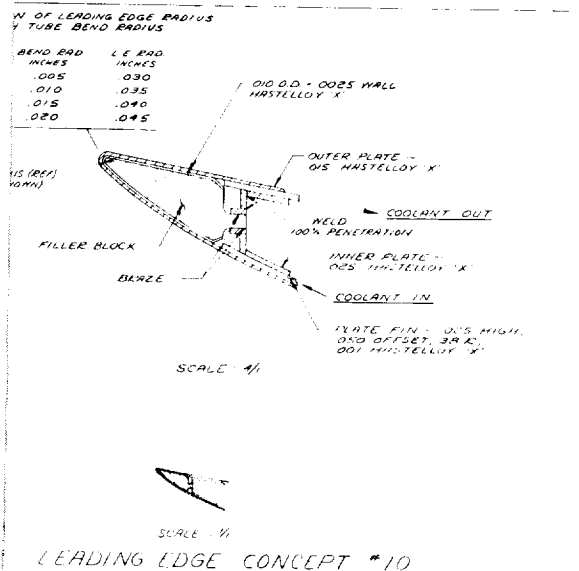 N OF LEADING EDGE RADIUS
TUBE BEND RADIUS
BEND RAD L E RAD.
INCHES INCHES
.005 .030
.010 .035
.015 .040
.020 .045
.010 O.D. - .0025 WALL
HASTELLOY 'X'
OUTER PLATE -
.015 HASTELLOY 'X'
IS (REF)
COOLANT OUT
WELD
100% PENETRATION
FILLER BLOCK
INNER PLATE -
.025 HASTELLOY 'X'
BRAZE
COOLANT IN
PLATE FIN - .025 HIGH,
.050 OFFSET,
.001 HASTELLOY 'X'
SCALE 4/1
SCALE 1/1
LEADING EDGE CONCEPT #10